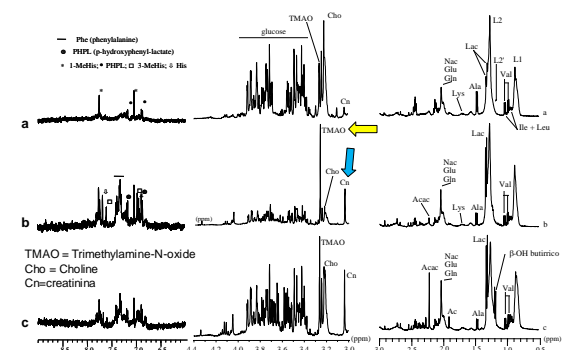 Phe (phenylalanine)
PHPL (p-hydroxyphenyl-lactate)
1-MeHis; PHPL; 3-MeHis; His
a
glucose
TMAO
Cho
Cn
TMAO
L2
Lac
L2'
L1
Nac
Glu
Gln
Val
Lys
Ala
a
Ile + Leu
b
(ppm)
Cho
Cn
Lac
Nac
Glu
Gln
Acac
Lys
Ala
Val
b
TMAO = Trimethylamine-N-oxide
Cho = Choline
Cn=creatinina
c
TMAO
Cho
Cn
(ppm)
Lac
β-OH butirrico
Nac
Glu
Gln
Acac
Val
Ac
Ala
c
(ppm)